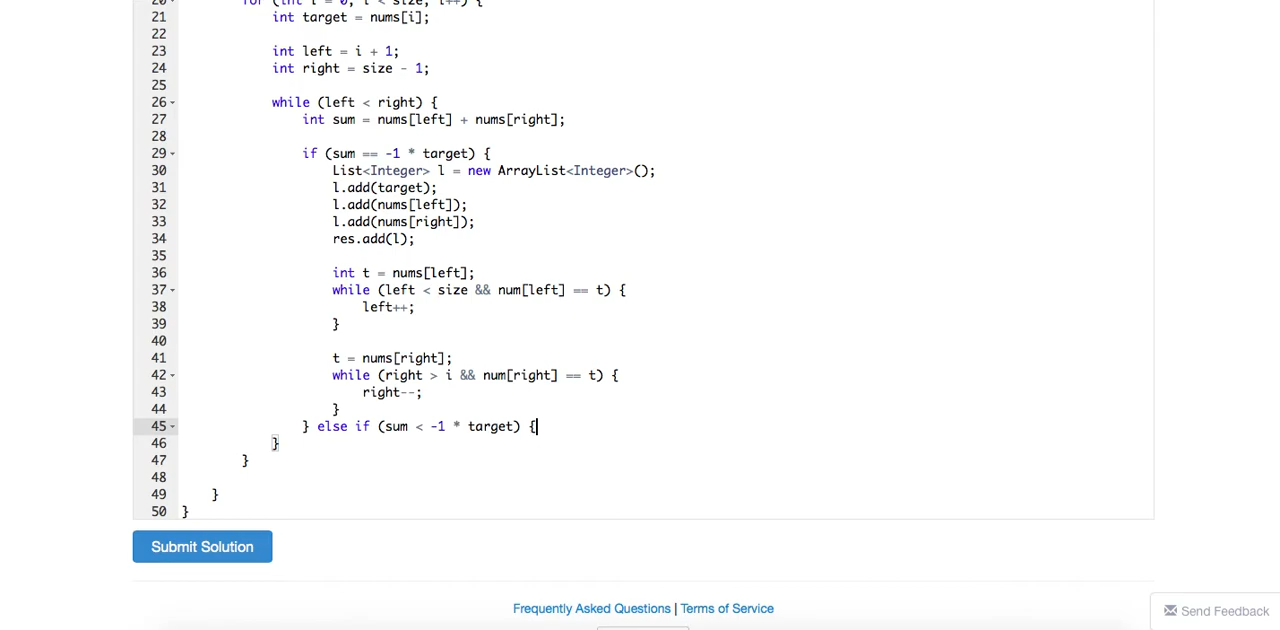 20 for (int i = 0; i < size; i++) {
21 int target = nums[i];
22
23 int left = i + 1;
24 int right = size - 1;
25
26 while (left < right) {
27 int sum = nums[left] + nums[right];
28
29 if (sum == -1 * target) {
30 List<Integer> l = new ArrayList<Integer>();
31 l.add(target);
32 l.add(nums[left]);
33 l.add(nums[right]);
34 res.add(l);
35
36 int t = nums[left];
37 while (left < size && num[left] == t) {
38 left++;
39 }
40
41 t = nums[right];
42 while (right > i && num[right] == t) {
43 right--;
44 }
45 } else if (sum < -1 * target) {
46 }
47 }
48
49 }
50 }
Submit Solution
Frequently Asked Questions | Terms of Service
Send Feedback